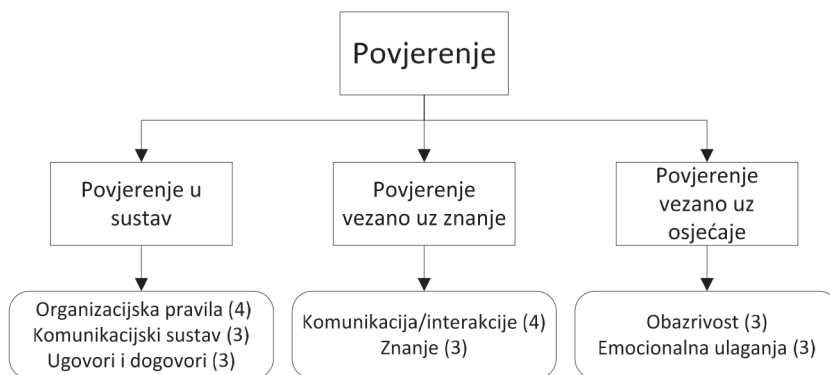 Povjerenje
Povjerenje u
sustav
Povjerenje
vezano uz znanje
Povjerenje
vezano uz
osjećaje
Organizacijska pravila (4)
Komunikacijski sustav (3)
Ugovori i dogovori (3)
Komunikacija/interakcije (4)
Znanje (3)
Obazrivost (3)
Emocionalna ulaganja (3)